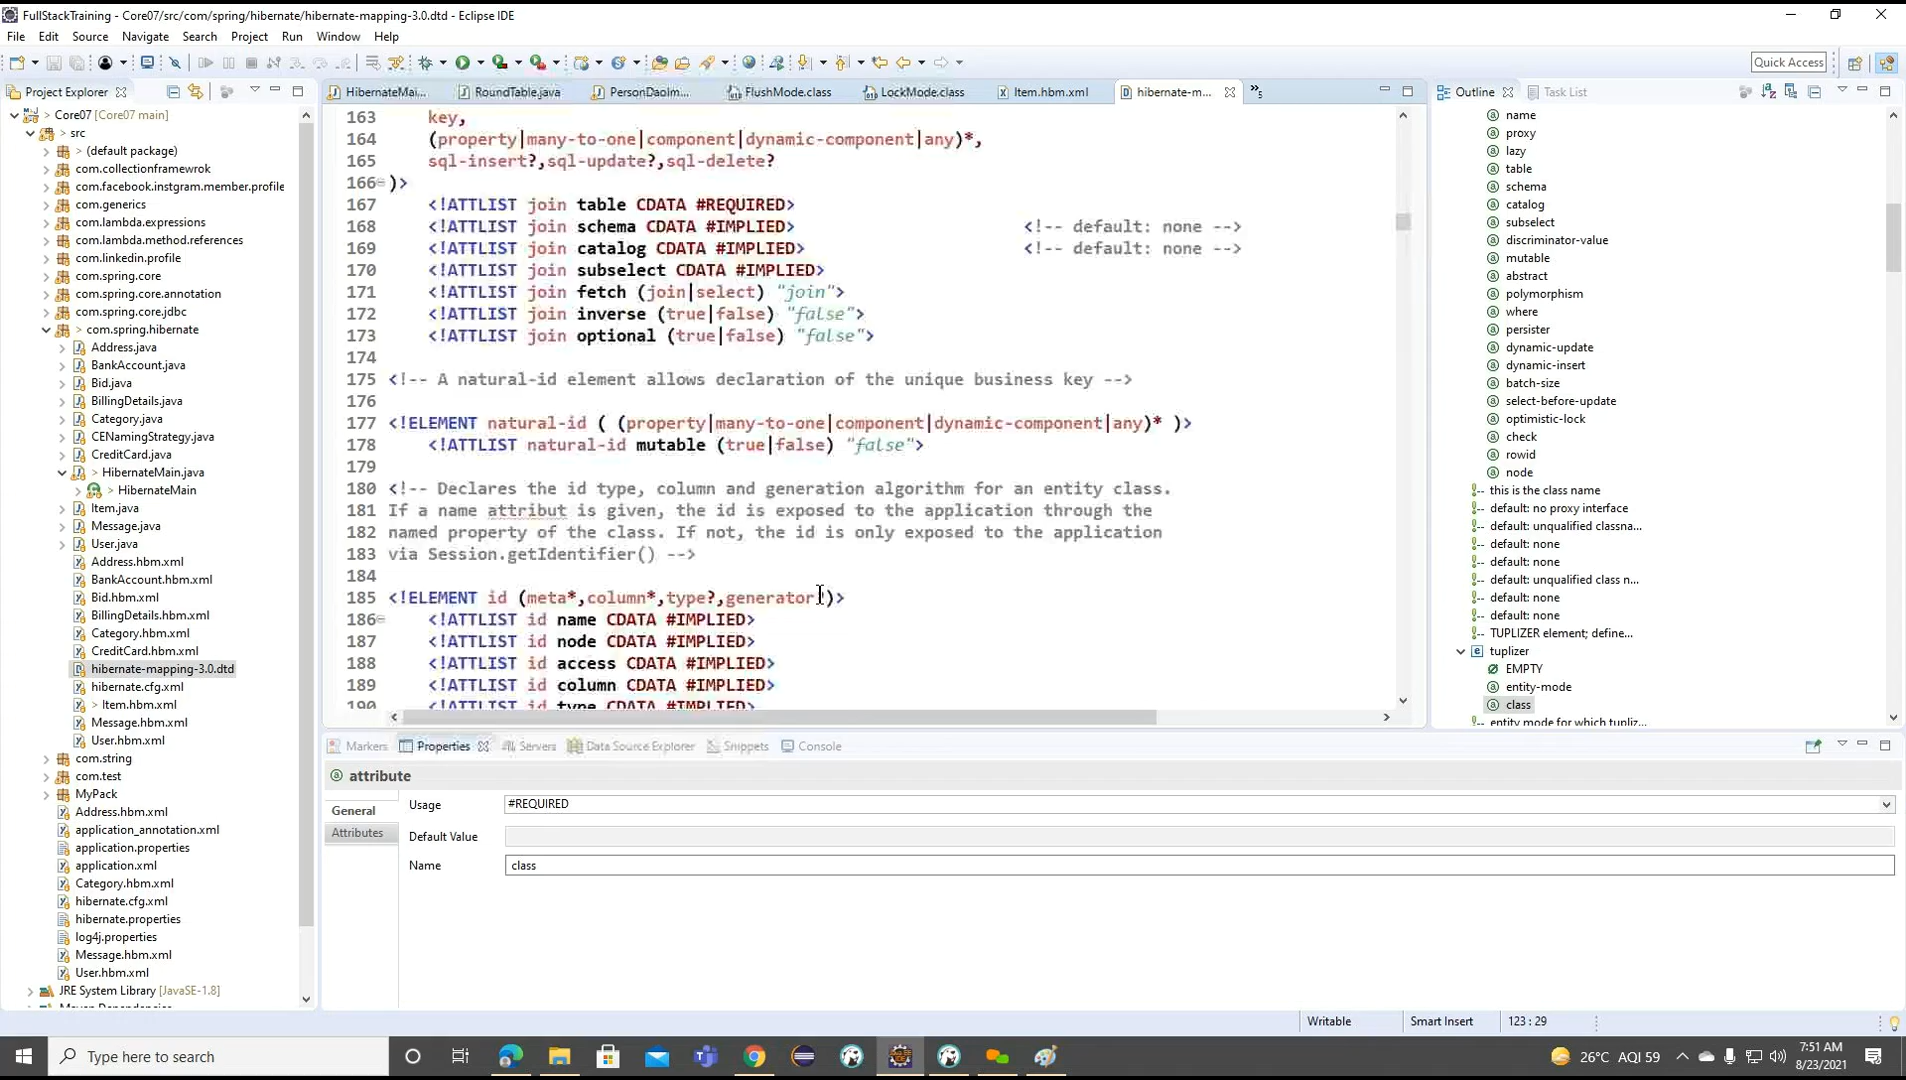 FullStackTraining - Core07/src/com/spring/hibernate/hibernate-mapping-3.0.dtd - Eclipse IDE
File Edit Source Navigate Search Project Run Window Help
Quick Access
Project Explorer
HibernateMai... RoundTable.java PersonDaoIm... FlushMode.class LockMode.class Item.hbm.xml hibernate-m... »5
Outline Task List
> Core07 [Core07 main]
> src
> (default package)
com.collectionframewrok
com.facebook.instgram.member.profile
com.generics
com.lambda.expressions
com.lambda.method.references
com.linkedin.profile
com.spring.core
com.spring.core.annotation
com.spring.core.jdbc
> com.spring.hibernate
Address.java
BankAccount.java
Bid.java
BillingDetails.java
Category.java
CENamingStrategy.java
CreditCard.java
> HibernateMain.java
> HibernateMain
Item.java
Message.java
User.java
Address.hbm.xml
BankAccount.hbm.xml
Bid.hbm.xml
BillingDetails.hbm.xml
Category.hbm.xml
CreditCard.hbm.xml
hibernate-mapping-3.0.dtd
hibernate.cfg.xml
> Item.hbm.xml
Message.hbm.xml
User.hbm.xml
com.string
com.test
MyPack
Address.hbm.xml
application_annotation.xml
application.properties
application.xml
Category.hbm.xml
hibernate.cfg.xml
hibernate.properties
log4j.properties
Message.hbm.xml
User.hbm.xml
JRE System Library [JavaSE-1.8]
163 key,
164 (property|many-to-one|component|dynamic-component|any)*,
165 sql-insert?,sql-update?,sql-delete?
166 )>
167 <!ATTLIST join table CDATA #REQUIRED>
168 <!ATTLIST join schema CDATA #IMPLIED> <!-- default: none -->
169 <!ATTLIST join catalog CDATA #IMPLIED> <!-- default: none -->
170 <!ATTLIST join subselect CDATA #IMPLIED>
171 <!ATTLIST join fetch (join|select) "join">
172 <!ATTLIST join inverse (true|false) "false">
173 <!ATTLIST join optional (true|false) "false">
174
175 <!-- A natural-id element allows declaration of the unique business key -->
176
177 <!ELEMENT natural-id ( (property|many-to-one|component|dynamic-component|any)* )>
178 <!ATTLIST natural-id mutable (true|false) "false">
179
180 <!-- Declares the id type, column and generation algorithm for an entity class.
181 If a name attribut is given, the id is exposed to the application through the
182 named property of the class. If not, the id is only exposed to the application
183 via Session.getIdentifier() -->
184
185 <!ELEMENT id (meta*,column*,type?,generator?)>
186 <!ATTLIST id name CDATA #IMPLIED>
187 <!ATTLIST id node CDATA #IMPLIED>
188 <!ATTLIST id access CDATA #IMPLIED>
189 <!ATTLIST id column CDATA #IMPLIED>
190 <!ATTLIST id type CDATA #IMPLIED>
name
proxy
lazy
table
schema
catalog
subselect
discriminator-value
mutable
abstract
polymorphism
where
persister
dynamic-update
dynamic-insert
batch-size
select-before-update
optimistic-lock
check
rowid
node
this is the class name
default: no proxy interface
default: unqualified classna...
default: none
default: none
default: unqualified class n...
default: none
default: none
TUPLIZER element; define...
tuplizer
EMPTY
entity-mode
class
entity mode for which tupliz...
Markers Properties Servers Data Source Explorer Snippets Console
attribute
General
Attributes
Usage #REQUIRED
Default Value
Name class
Writable Smart Insert 123 : 29
Type here to search
26°C AQI 59
7:51 AM
8/23/2021